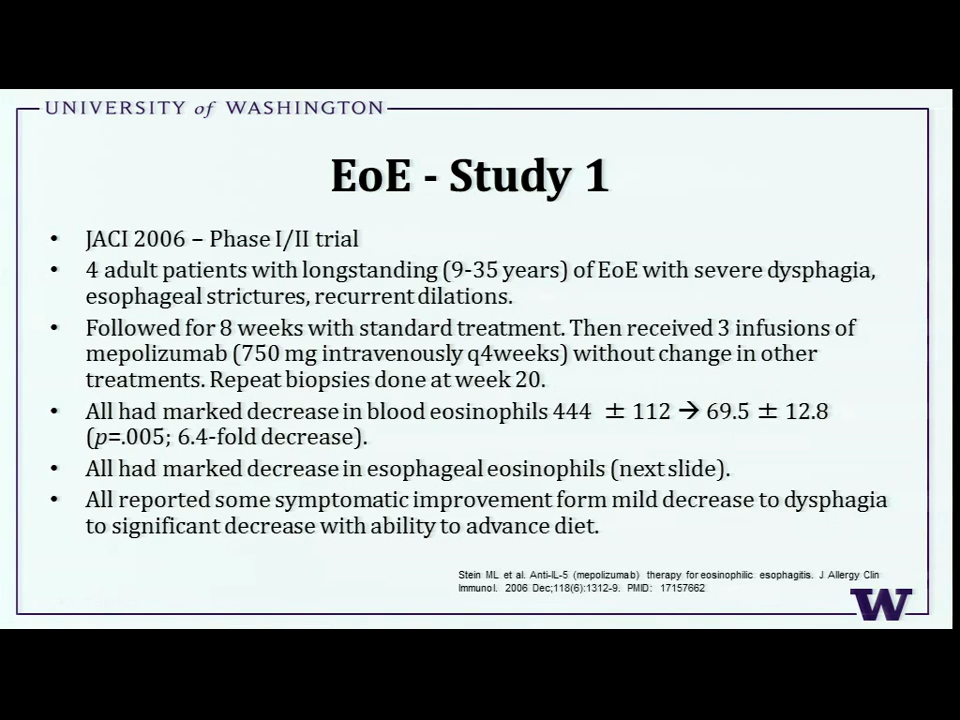 UNIVERSITY of WASHINGTON
EoE - Study 1
• JACI 2006 – Phase I/II trial
• 4 adult patients with longstanding (9-35 years) of EoE with severe dysphagia,
esophageal strictures, recurrent dilations.
• Followed for 8 weeks with standard treatment. Then received 3 infusions of
mepolizumab (750 mg intravenously q4weeks) without change in other
treatments. Repeat biopsies done at week 20.
• All had marked decrease in blood eosinophils 444 ± 112 → 69.5 ± 12.8
(p=.005; 6.4-fold decrease).
• All had marked decrease in esophageal eosinophils (next slide).
• All reported some symptomatic improvement form mild decrease to dysphagia
to significant decrease with ability to advance diet.
Stein ML et al. Anti-IL-5 (mepolizumab) therapy for eosinophilic esophagitis. J Allergy Clin
Immunol. 2006 Dec;118(6):1312-9. PMID: 17157662
W